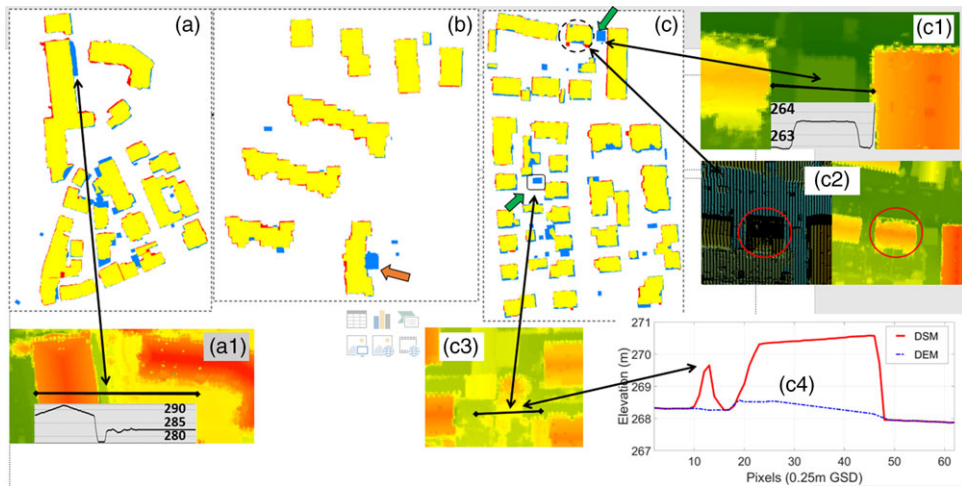 (a)
(b)
(c)
(c1)
264
263
(c2)
(a1)
290
285
280
(c3)
271
270
269
268
267
Elevation (m)
DSM
DEM
(c4)
10 20 30 40 50 60
Pixels (0.25m GSD)